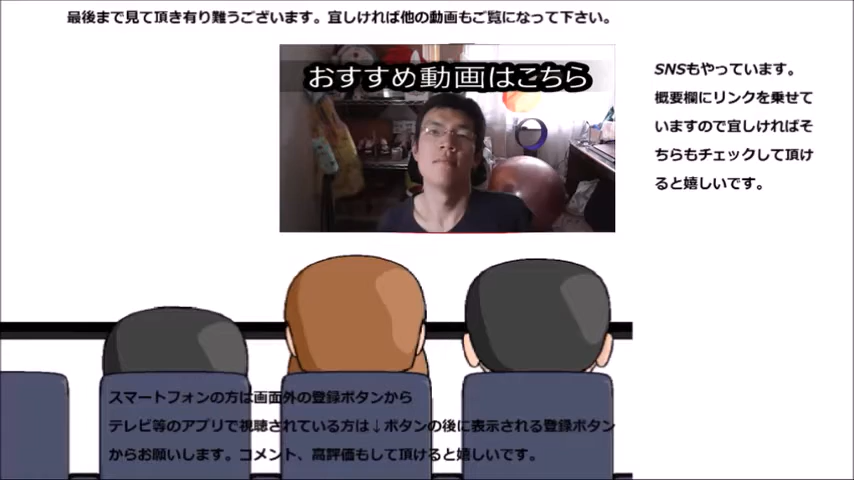 最後まで見て頂き有り難うございます。宜しければ他の動画もご覧になって下さい。
おすすめ動画はこちら
SNSもやっています。
概要欄にリンクを乗せて
いますので宜しければそ
ちらもチェックして頂け
ると嬉しいです。
スマートフォンの方は画面外の登録ボタンから
テレビ等のアプリで視聴されている方は↓ボタンの後に表示される登録ボタン
からお願いします。コメント、高評価もして頂けると嬉しいです。